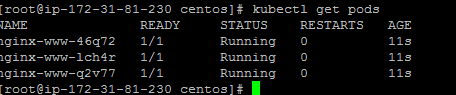 [root@ip-172-31-81-230 centos]# kubectl get pods
NAME READY STATUS RESTARTS AGE
nginx-www-46q72 1/1 Running 0 11s
nginx-www-lch4r 1/1 Running 0 11s
nginx-www-q2v77 1/1 Running 0 11s
[root@ip-172-31-81-230 centos]#